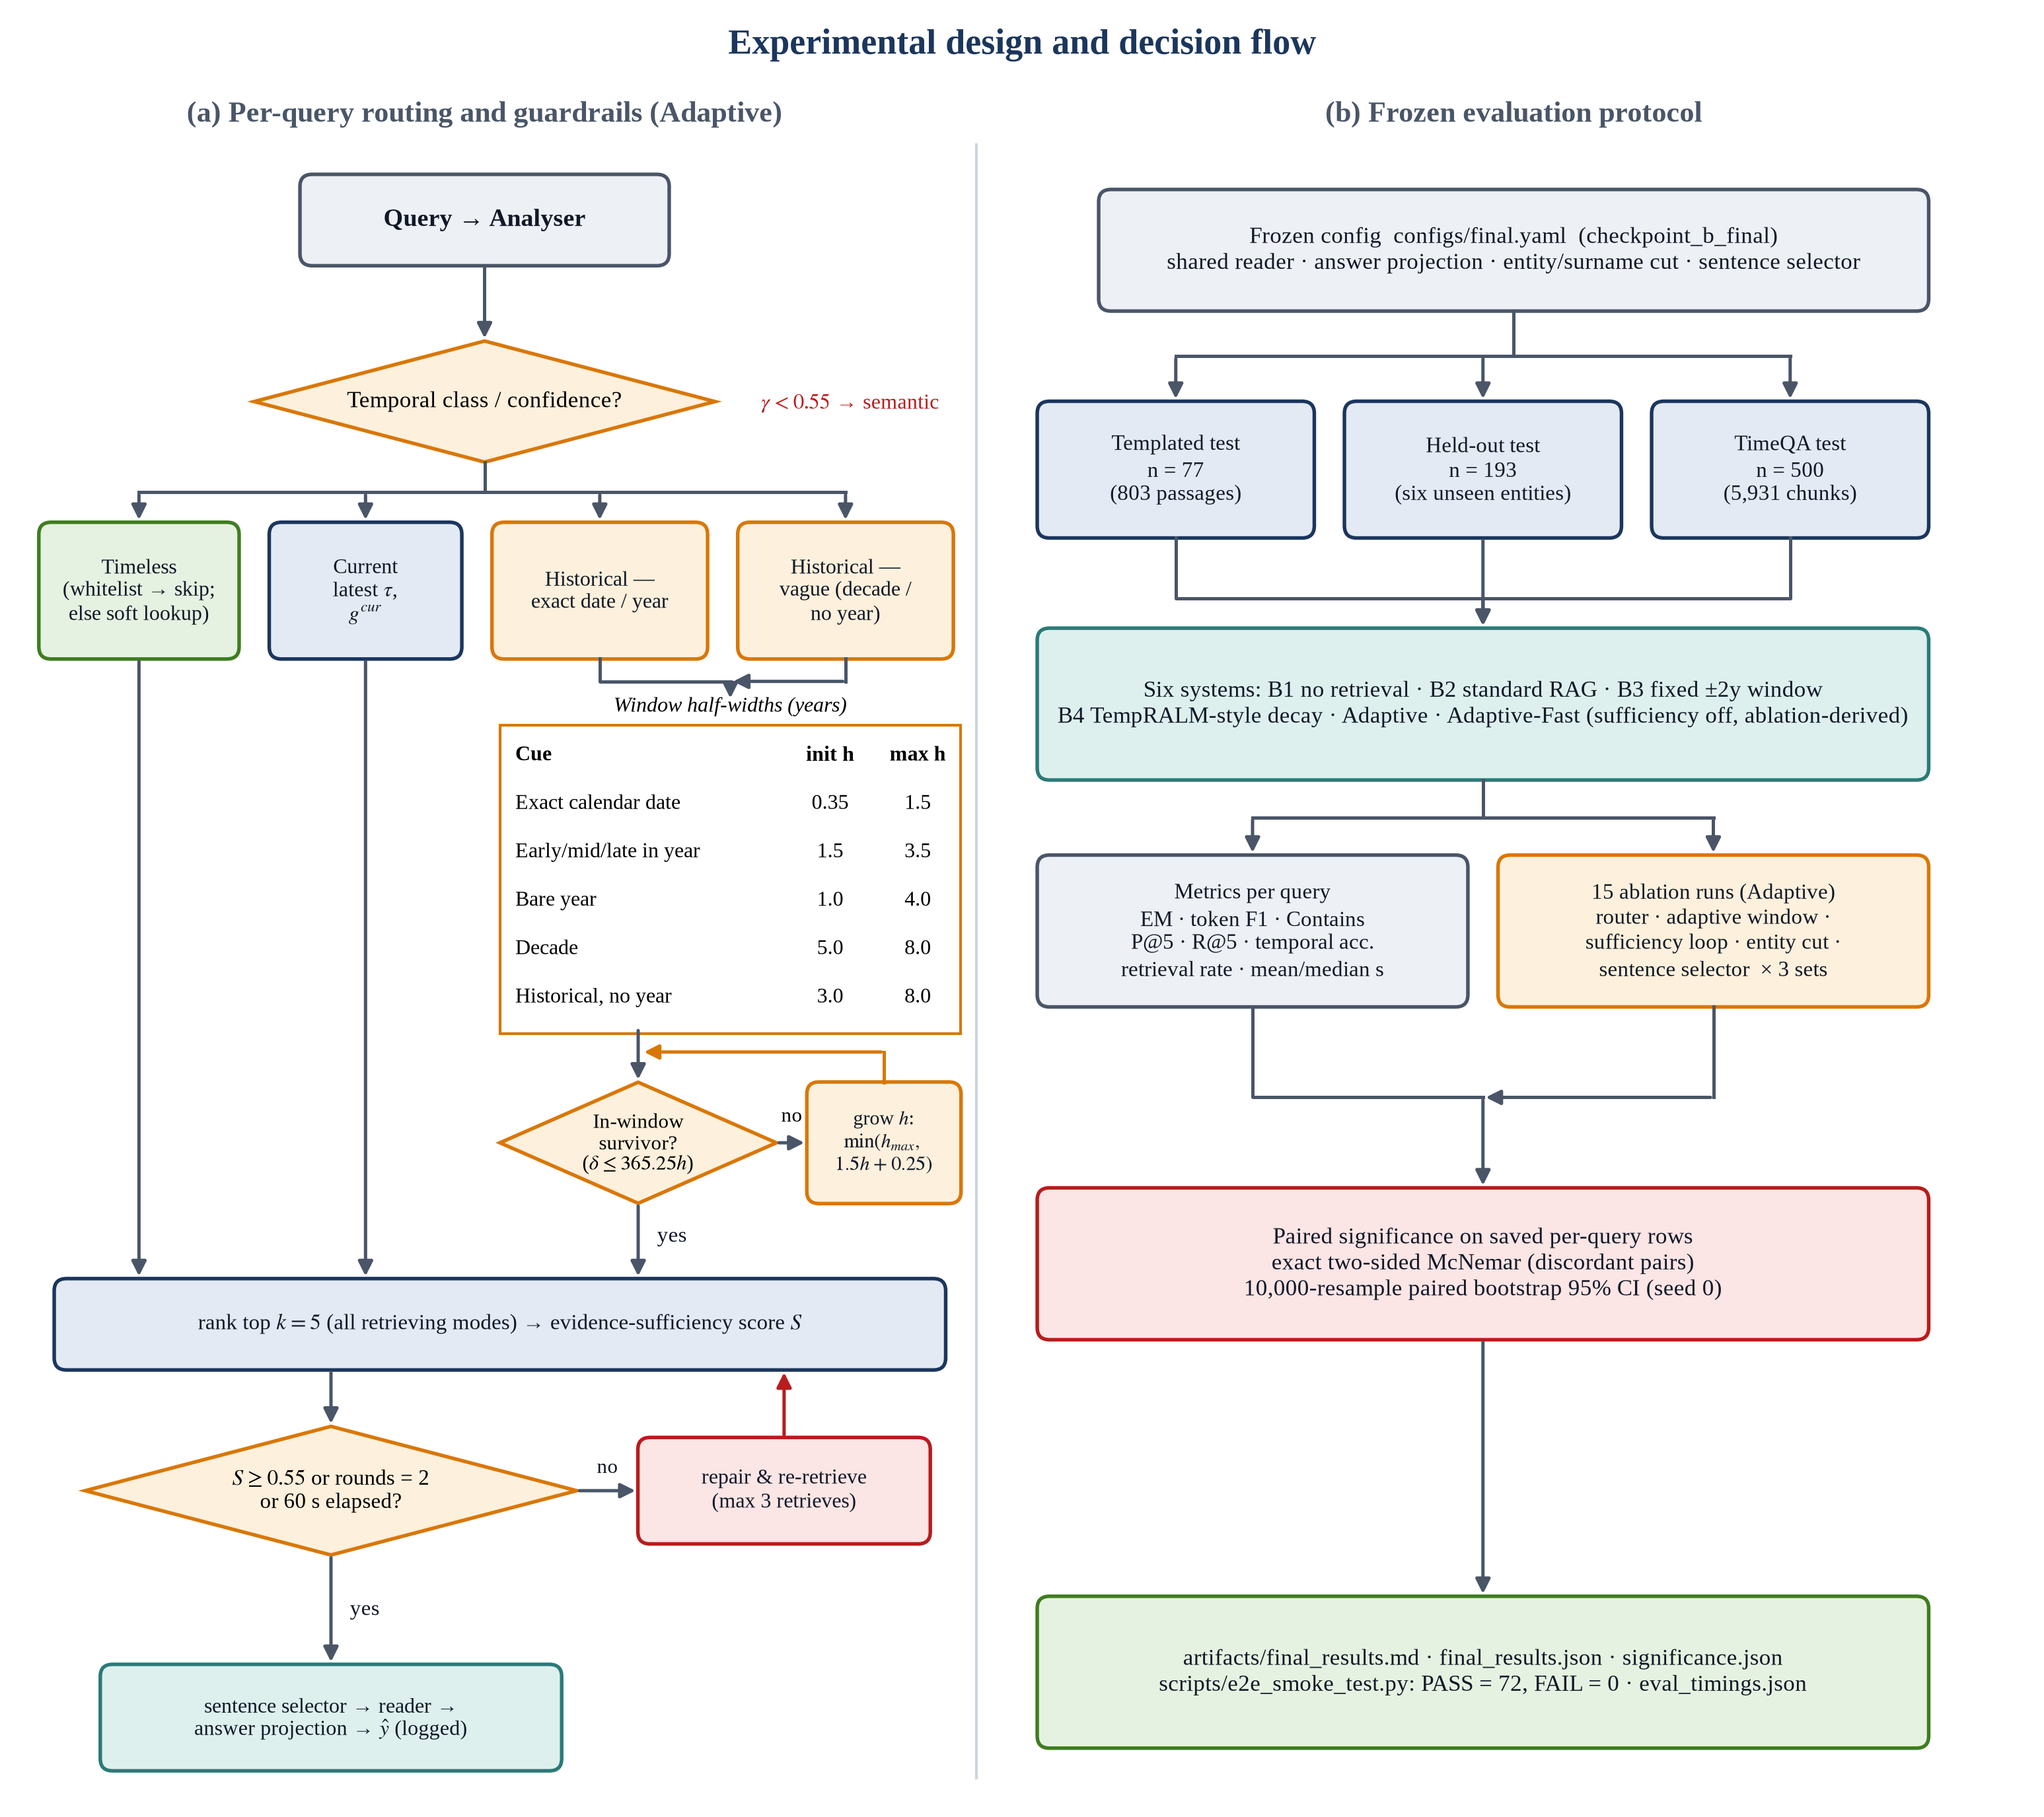 Experimental design and decision flow
(a) Per-query routing and guardrails (Adaptive)
Query → Analyser
Temporal class / confidence?
γ < 0.55 → semantic
Timeless
(whitelist → skip;
else soft lookup)
Current
latest τ,
g^cur
Historical —
exact date / year
Historical —
vague (decade /
no year)
Window half-widths (years)
Cue init h max h
Exact calendar date 0.35 1.5
Early/mid/late in year 1.5 3.5
Bare year 1.0 4.0
Decade 5.0 8.0
Historical, no year 3.0 8.0
In-window
survivor?
(δ ≤ 365.25h)
no
grow h:
min(h_max,
1.5h + 0.25)
yes
rank top k = 5 (all retrieving modes) → evidence-sufficiency score S
S ≥ 0.55 or rounds = 2
or 60 s elapsed?
no
repair & re-retrieve
(max 3 retrieves)
yes
sentence selector → reader →
answer projection → ŷ (logged)
(b) Frozen evaluation protocol
Frozen config configs/final.yaml (checkpoint_b_final)
shared reader · answer projection · entity/surname cut · sentence selector
Templated test
n = 77
(803 passages)
Held-out test
n = 193
(six unseen entities)
TimeQA test
n = 500
(5,931 chunks)
Six systems: B1 no retrieval · B2 standard RAG · B3 fixed ±2y window
B4 TempRALM-style decay · Adaptive · Adaptive-Fast (sufficiency off, ablation-derived)
Metrics per query
EM · token F1 · Contains
P@5 · R@5 · temporal acc.
retrieval rate · mean/median s
15 ablation runs (Adaptive)
router · adaptive window ·
sufficiency loop · entity cut ·
sentence selector × 3 sets
Paired significance on saved per-query rows
exact two-sided McNemar (discordant pairs)
10,000-resample paired bootstrap 95% CI (seed 0)
artifacts/final_results.md · final_results.json · significance.json
scripts/e2e_smoke_test.py: PASS = 72, FAIL = 0 · eval_timings.json